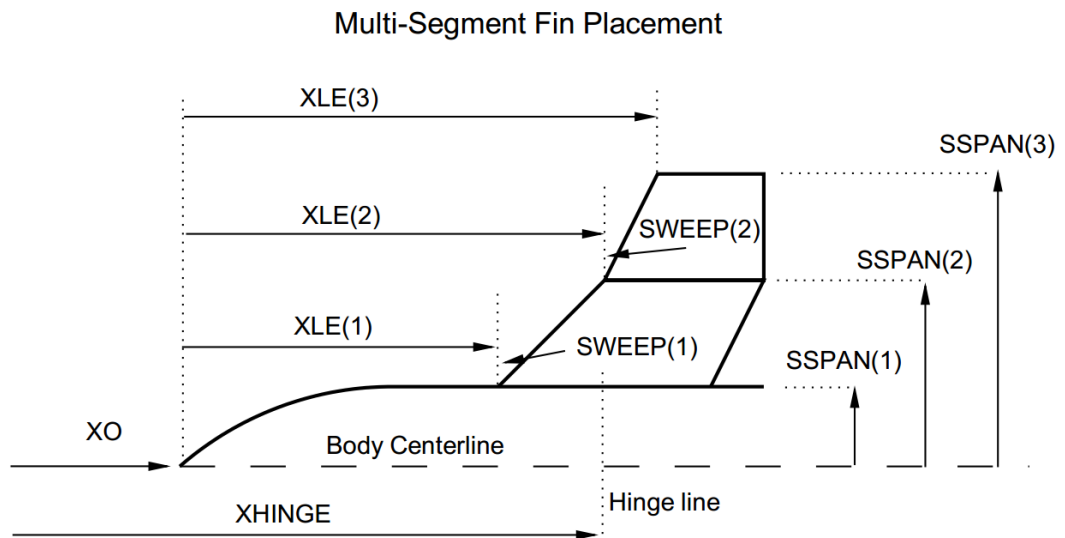 Multi-Segment Fin Placement
XLE(3)
SSPAN(3)
XLE(2)
SWEEP(2)
SSPAN(2)
XLE(1)
SWEEP(1)
SSPAN(1)
XO
Body Centerline
Hinge line
XHINGE